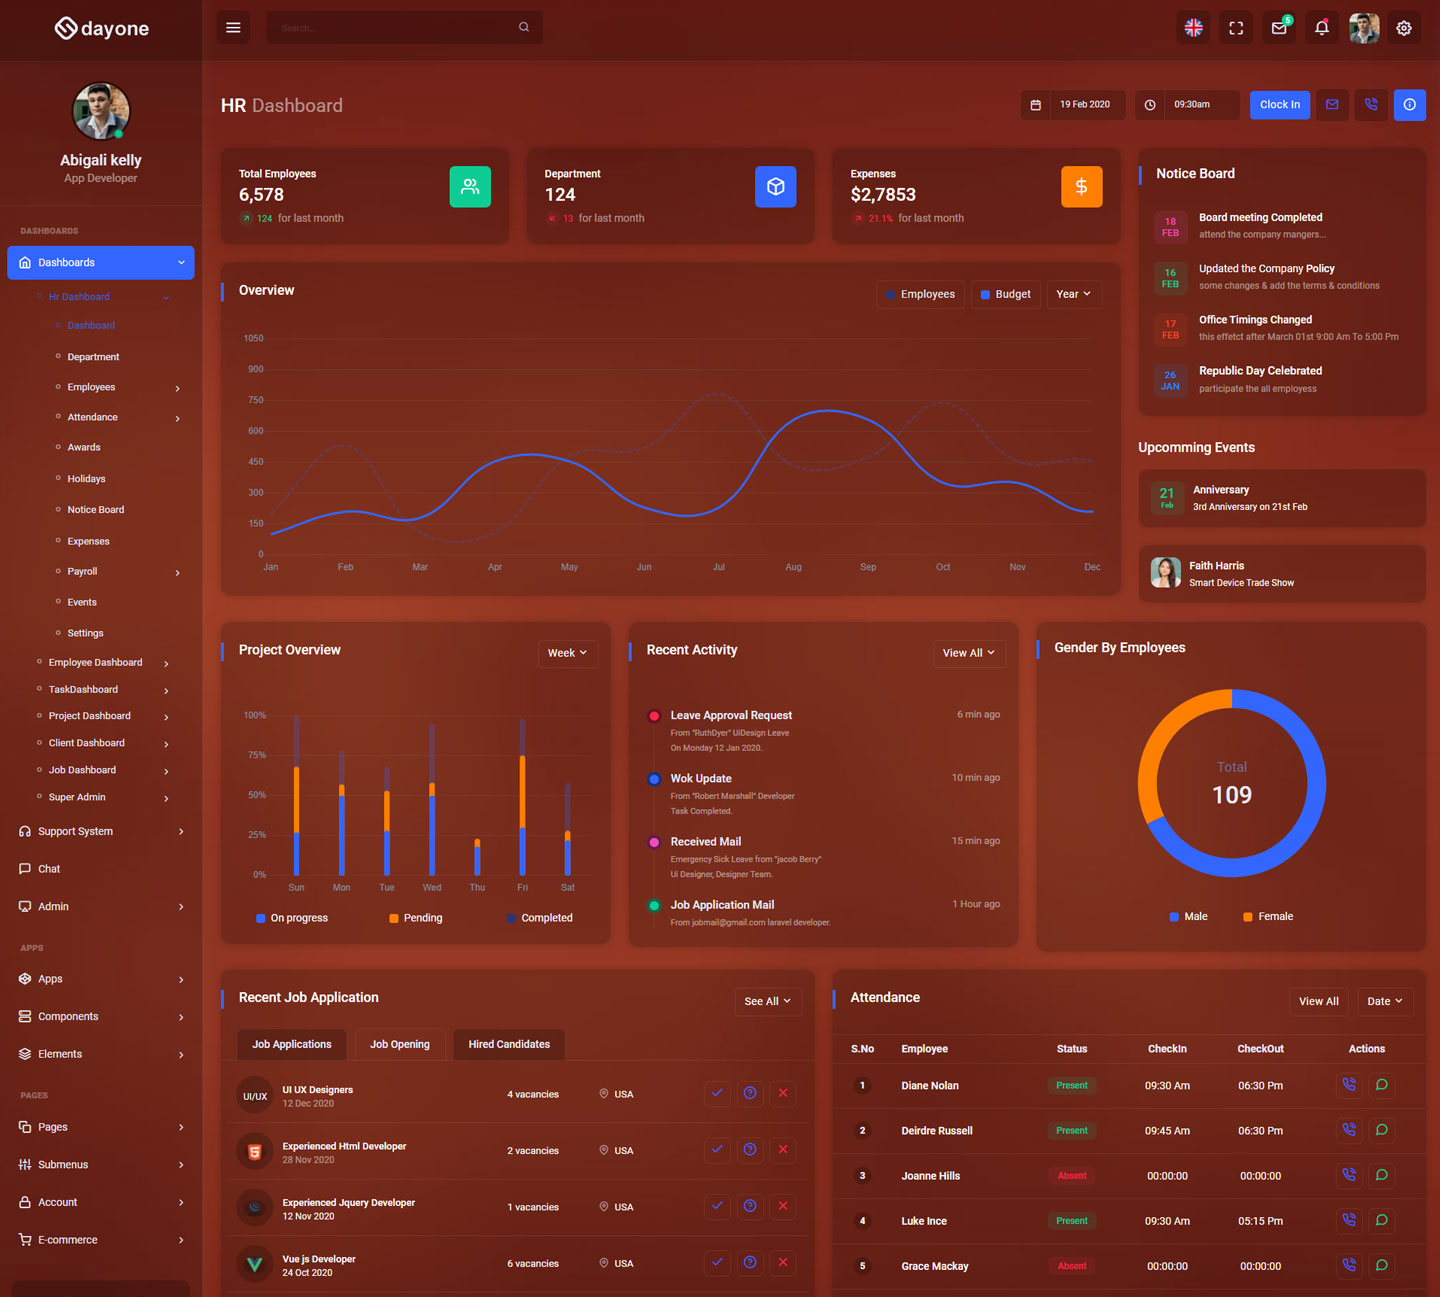 dayone
Search...
5
Abigali kelly
App Developer
DASHBOARDS
Dashboards
Hr Dashboard
Dashboard
Department
Employees
Attendance
Awards
Holidays
Notice Board
Expenses
Payroll
Events
Settings
Employee Dashboard
TaskDashboard
Project Dashboard
Client Dashboard
Job Dashboard
Super Admin
Support System
Chat
Admin
APPS
Apps
Components
Elements
PAGES
Pages
Submenus
Account
E-commerce
HR Dashboard
19 Feb 2020
09:30am
Clock In
Total Employees
6,578
124 for last month
Department
124
13 for last month
Expenses
$2,7853
21.1% for last month
Notice Board
18 FEB
Board meeting Completed
attend the company mangers...
16 FEB
Updated the Company Policy
some changes & add the terms & conditions
17 FEB
Office Timings Changed
this effetct after March 01st 9:00 Am To 5:00 Pm
26 JAN
Republic Day Celebrated
participate the all employess
Overview
Employees
Budget
Year
1050
900
750
600
450
300
150
0
Jan Feb Mar Apr May Jun Jul Aug Sep Oct Nov Dec
Upcomming Events
21 Feb
Anniversary
3rd Anniversary on 21st Feb
Faith Harris
Smart Device Trade Show
Project Overview
Week
100%
75%
50%
25%
0%
Sun Mon Tue Wed Thu Fri Sat
On progress Pending Completed
Recent Activity
View All
Leave Approval Request 6 min ago
From "RuthDyer" UiDesign Leave
On Monday 12 Jan 2020.
Wok Update 10 min ago
From "Robert Marshall" Developer
Task Completed.
Received Mail 15 min ago
Emergency Sick Leave from "jacob Berry"
Ui Designer, Designer Team.
Job Application Mail 1 Hour ago
From jobmail@gmail.com laravel developer.
Gender By Employees
Total
109
Male Female
Recent Job Application
See All
Job Applications Job Opening Hired Candidates
UI/UX
UI UX Designers
12 Dec 2020
4 vacancies USA
Experienced Html Developer
28 Nov 2020
2 vacancies USA
Experienced Jquery Developer
12 Nov 2020
1 vacancies USA
Vue js Developer
24 Oct 2020
6 vacancies USA
Attendance
View All
Date
S.No Employee Status CheckIn CheckOut Actions
1 Diane Nolan Present 09:30 Am 06:30 Pm
2 Deirdre Russell Present 09:45 Am 06:30 Pm
3 Joanne Hills Absent 00:00:00 00:00:00
4 Luke Ince Present 09:30 Am 05:15 Pm
5 Grace Mackay Absent 00:00:00 00:00:00